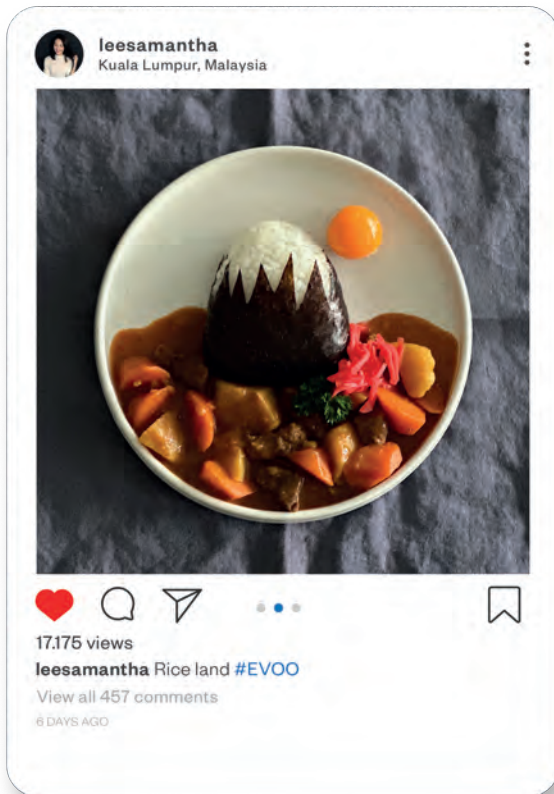 leesamantha
Kuala Lumpur, Malaysia
17.175 views
leesamantha Rice land #EVOO
View all 457 comments
6 DAYS AGO